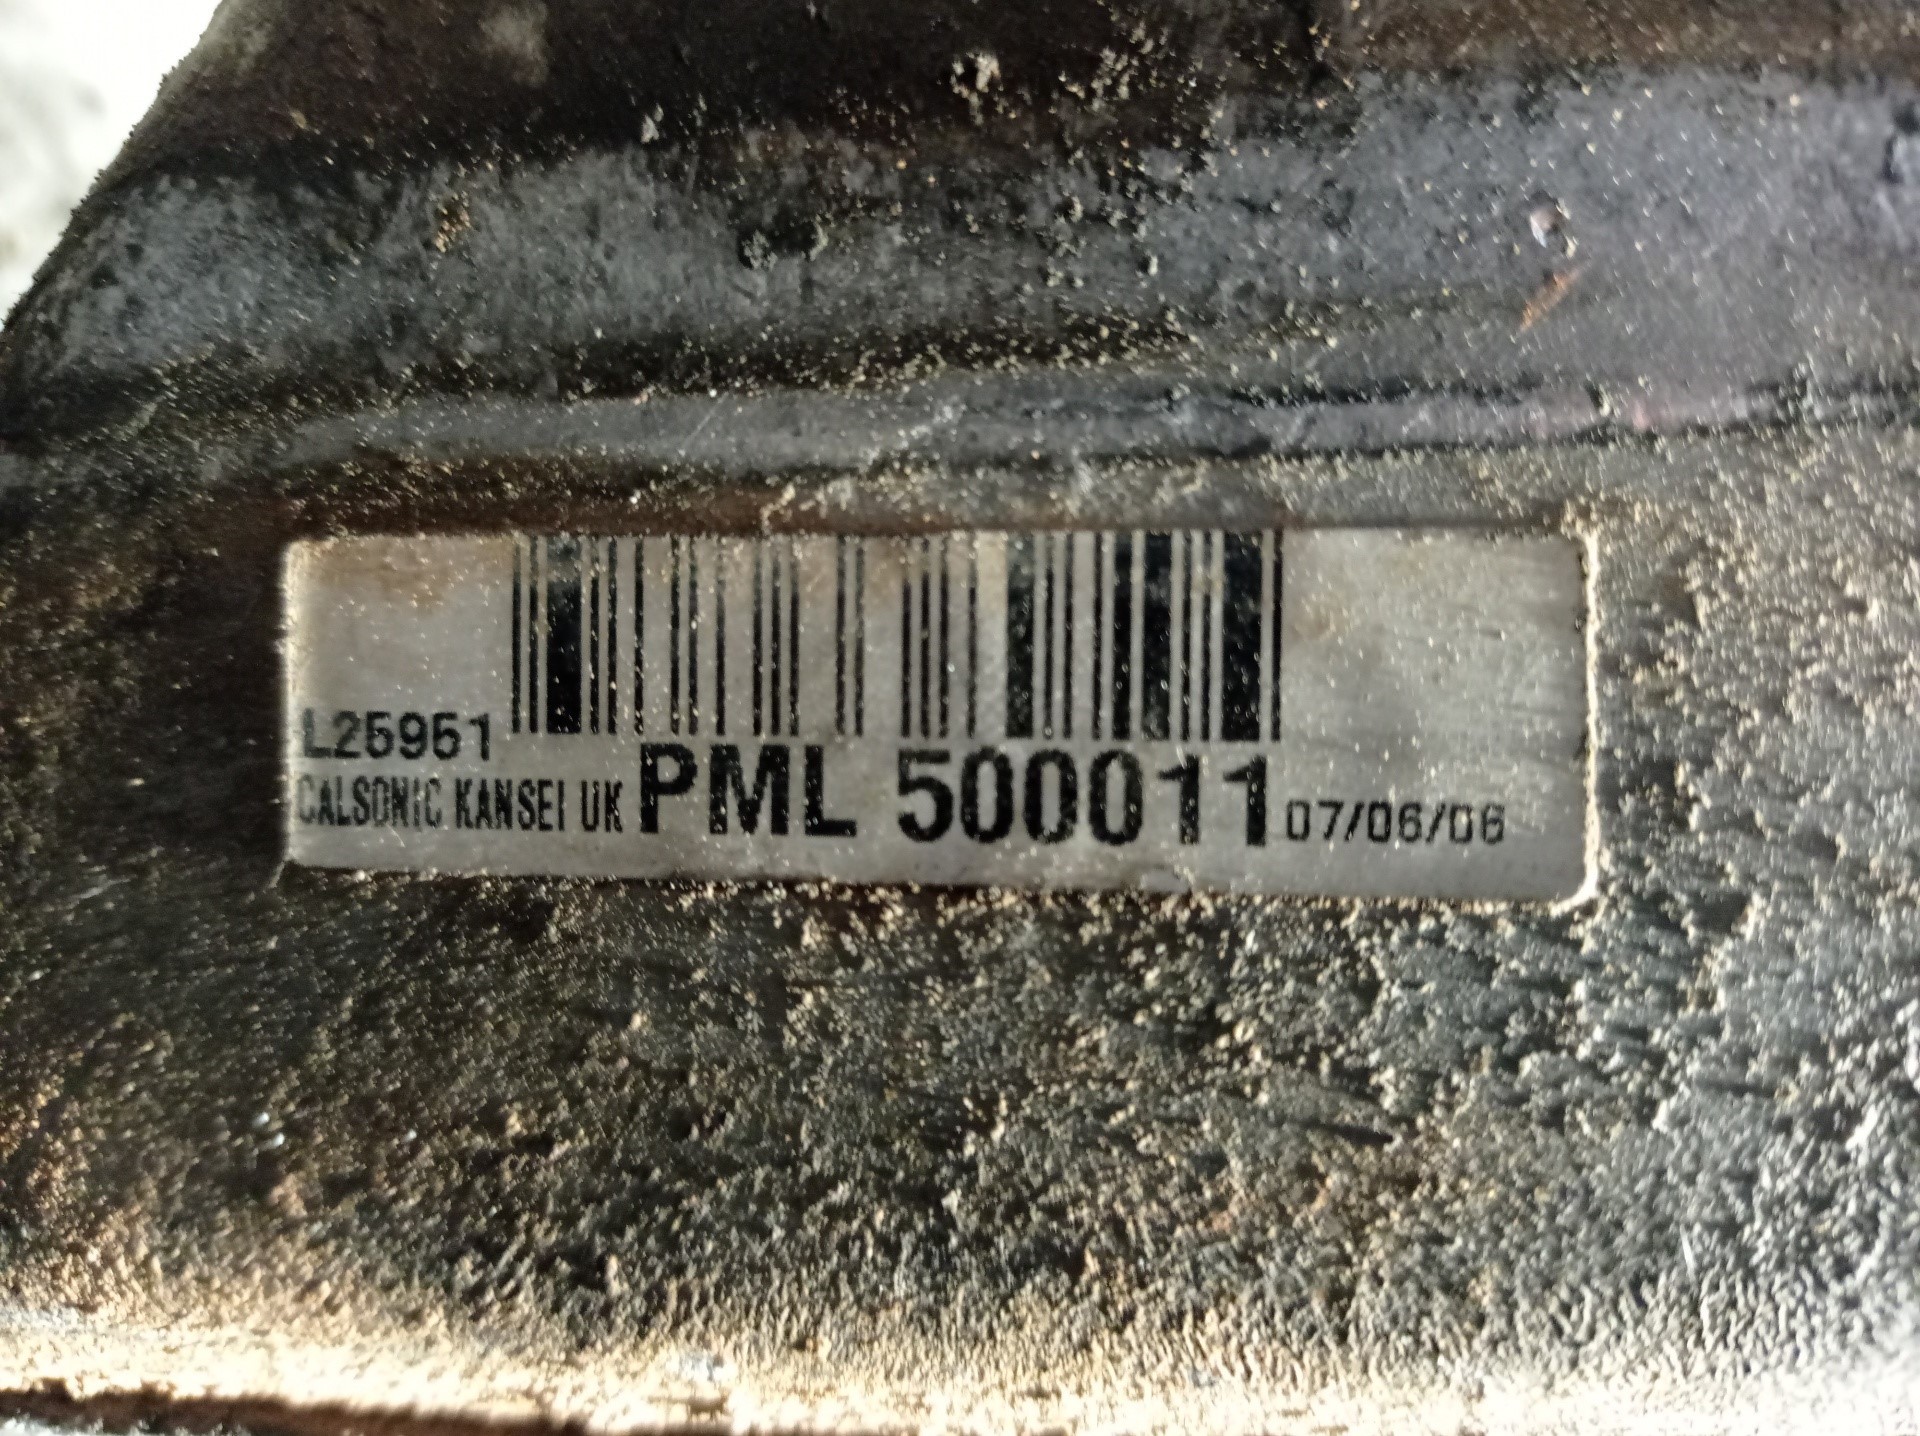 L25951
CALSONIC KANSEI UK PML 500011 07/06/06